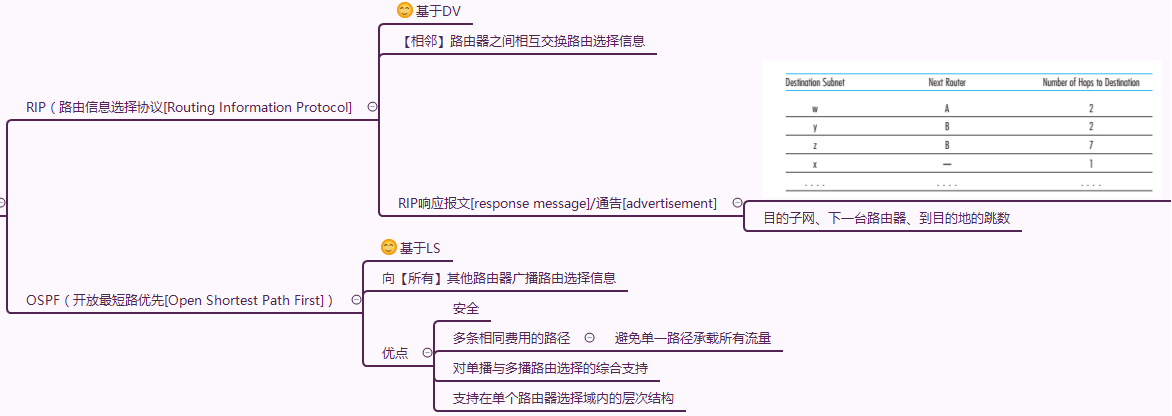 😊基于DV
【相邻】路由器之间相互交换路由选择信息
RIP（路由信息选择协议[Routing Information Protocol]
Destination Subnet Next Router Number of Hops to Destination
w A 2
y B 2
z B 7
x — 1
.... .... ....
RIP响应报文[response message]/通告[advertisement]
目的子网、下一台路由器、到目的地的跳数
😊基于LS
向【所有】其他路由器广播路由选择信息
OSPF（开放最短路优先[Open Shortest Path First]）
优点
安全
多条相同费用的路径
避免单一路径承载所有流量
对单播与多播路由选择的综合支持
支持在单个路由器选择域内的层次结构